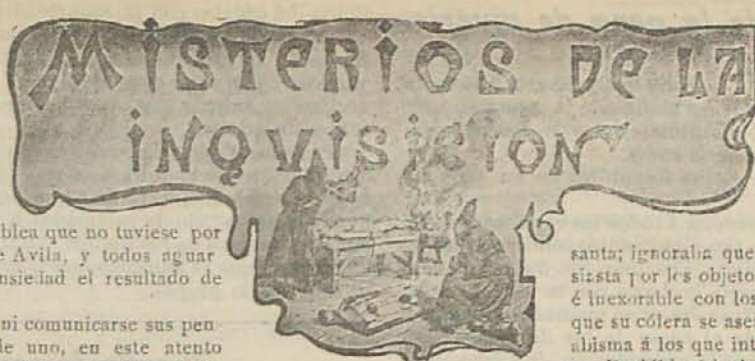 MISTERIOS DE LA
INQVISICION
blea que no tuviese por
e Avila, y todos aguar
nsiedad el resultado de
ni comunicarse sus pen
de uno, en este atento
santa; ignoraba que
siasta por los objeto
é inexorable con los
que su cólera se ase
abisma á los que int